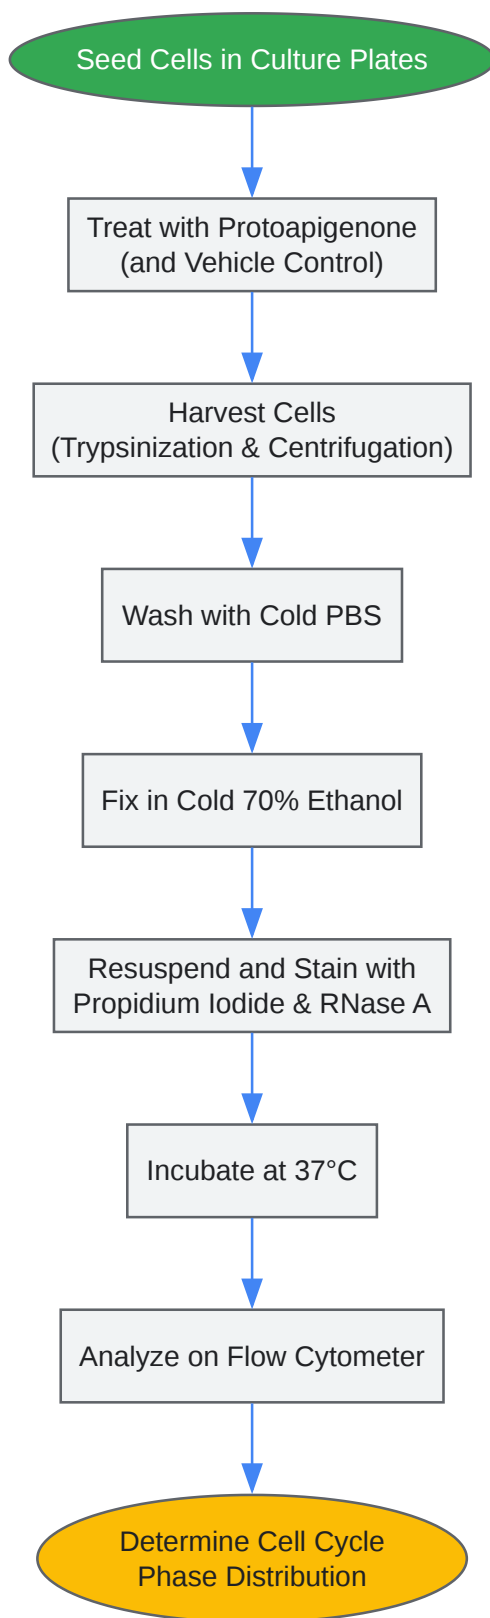 Seed Cells in Culture Plates
Treat with Protoapigenone
(and Vehicle Control)
Harvest Cells
(Trypsinization & Centrifugation)
Wash with Cold PBS
Fix in Cold 70% Ethanol
Resuspend and Stain with
Propidium Iodide & RNase A
Incubate at 37°C
Analyze on Flow Cytometer
Determine Cell Cycle
Phase Distribution